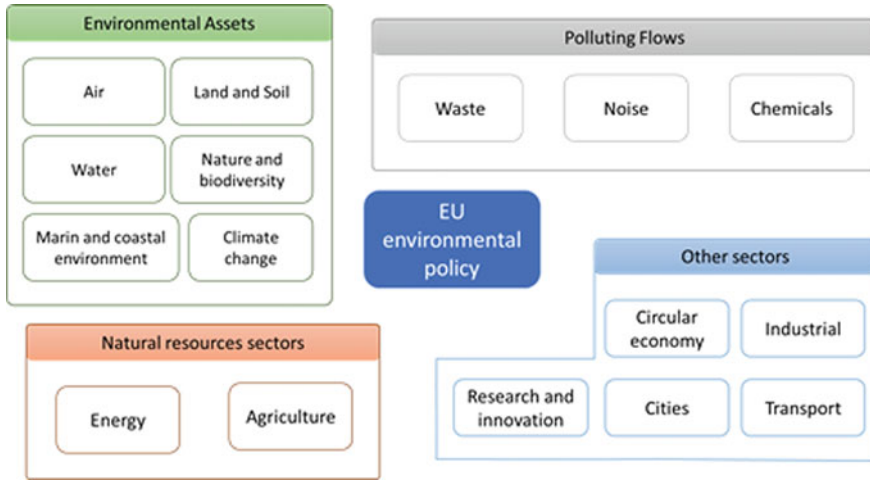 Environmental Assets
Air
Land and Soil
Water
Nature and
biodiversity
Marin and coastal
environment
Climate
change
Polluting Flows
Waste
Noise
Chemicals
EU
environmental
policy
Natural resources sectors
Energy
Agriculture
Other sectors
Circular
economy
Industrial
Research and
innovation
Cities
Transport